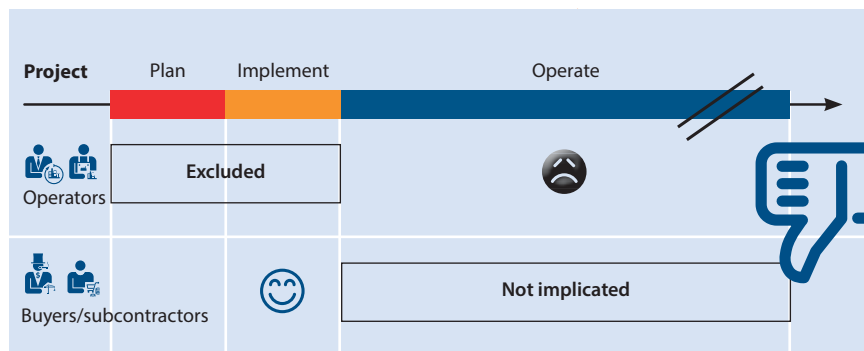 Project Plan Implement Operate
Operators
Excluded
Buyers/subcontractors
Not implicated